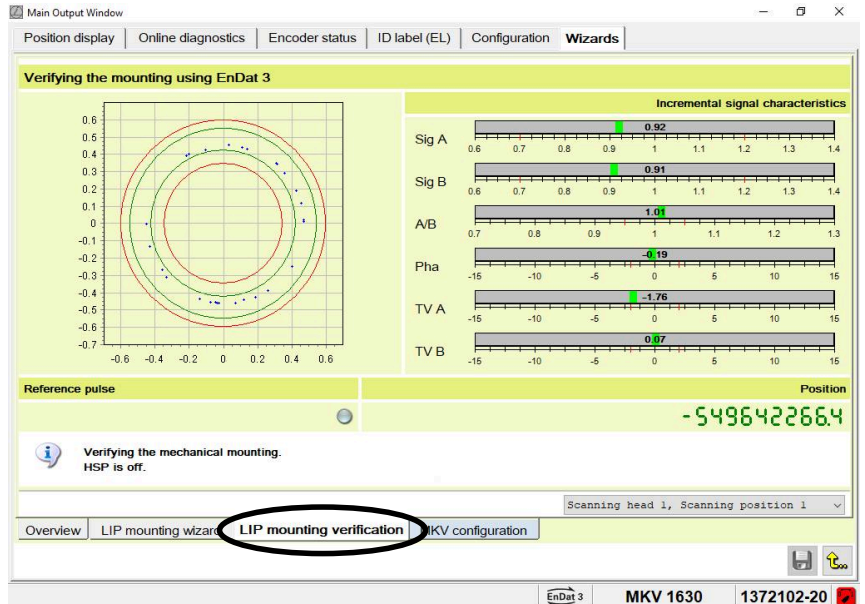 Main Output Window
Position display Online diagnostics Encoder status ID label (EL) Configuration Wizards
Verifying the mounting using EnDat 3
0.6
0.5
0.4
0.3
0.2
0.1
0
-0.1
-0.2
-0.3
-0.4
-0.5
-0.6
-0.7
-0.6 -0.4 -0.2 0 0.2 0.4 0.6
Incremental signal characteristics
Sig A
0.92
0.6 0.7 0.8 0.9 1 1.1 1.2 1.3 1.4
Sig B
0.91
0.6 0.7 0.8 0.9 1 1.1 1.2 1.3 1.4
A/B
1.01
0.7 0.8 0.9 1 1.1 1.2 1.3
Pha
-0.19
-15 -10 -5 0 5 10 15
TV A
-1.76
-15 -10 -5 0 5 10 15
TV B
0.07
-15 -10 -5 0 5 10 15
Reference pulse
Position
-549642266.4
Verifying the mechanical mounting.
HSP is off.
Scanning head 1, Scanning position 1
Overview LIP mounting wizard LIP mounting verification MKV configuration
EnDat 3 MKV 1630 1372102-20